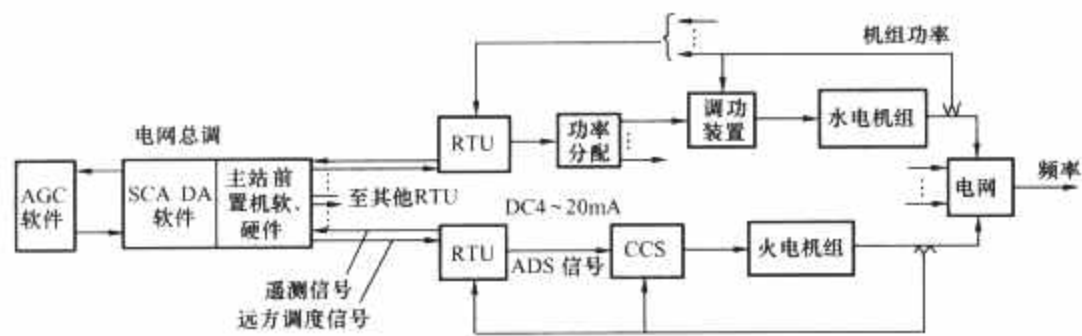 机组功率
电网总调
AGC
软件
SCA DA
软件
主站前
置机软、
硬件
RTU
功率
分配
调功
装置
水电机组
至其他RTU
电网
频率
DC4~20mA
RTU
ADS 信号
CCS
火电机组
遥测信号
远方调度信号